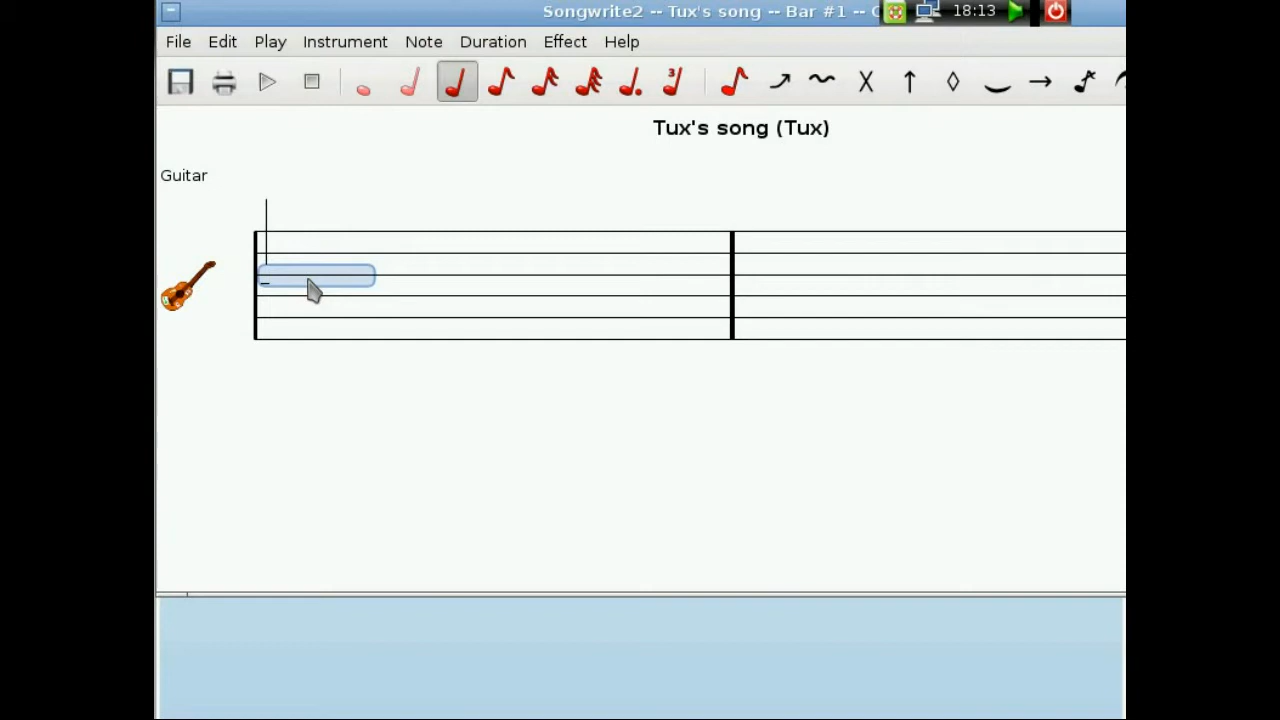 Songwrite2 -- Tux's song -- Bar #1 --
18:13
File Edit Play Instrument Note Duration Effect Help
3
Tux's song (Tux)
Guitar